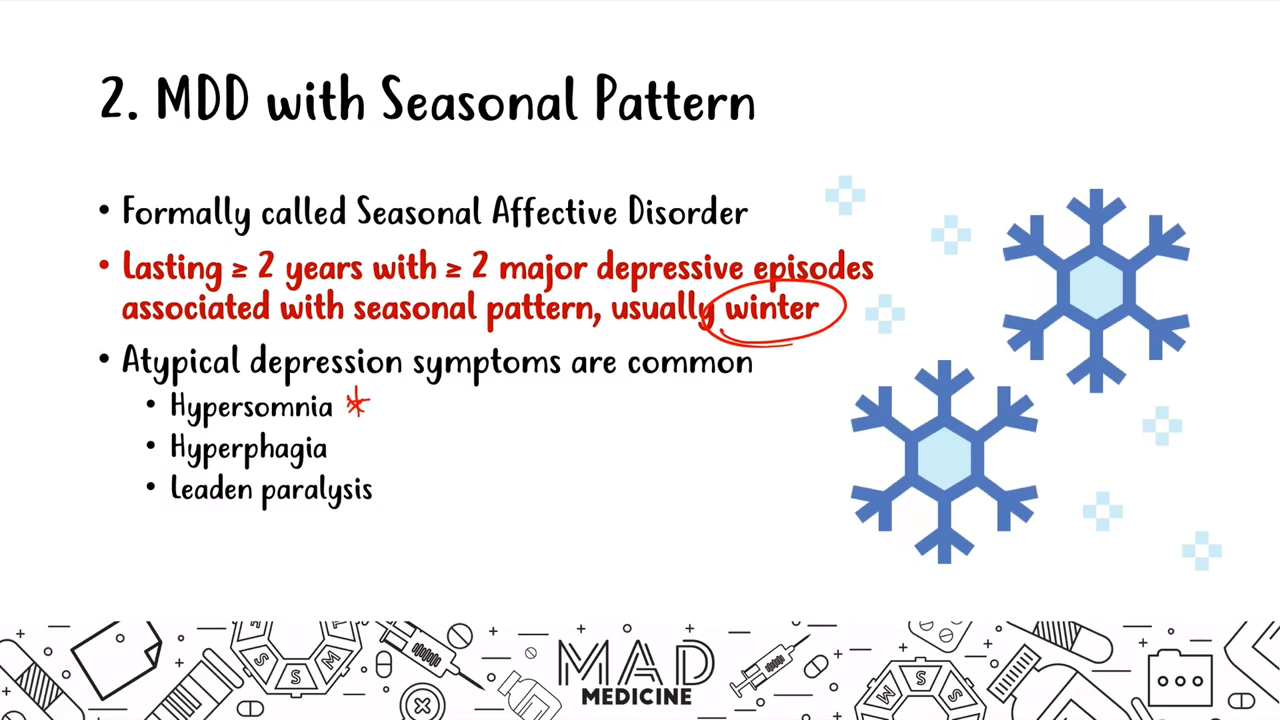 2. MDD with Seasonal Pattern
• Formally called Seasonal Affective Disorder
• Lasting ≥ 2 years with ≥ 2 major depressive episodes
associated with seasonal pattern, usually winter
• Atypical depression symptoms are common
• Hypersomnia *
• Hyperphagia
• Leaden paralysis
S S M
M S S
MAD
MEDICINE